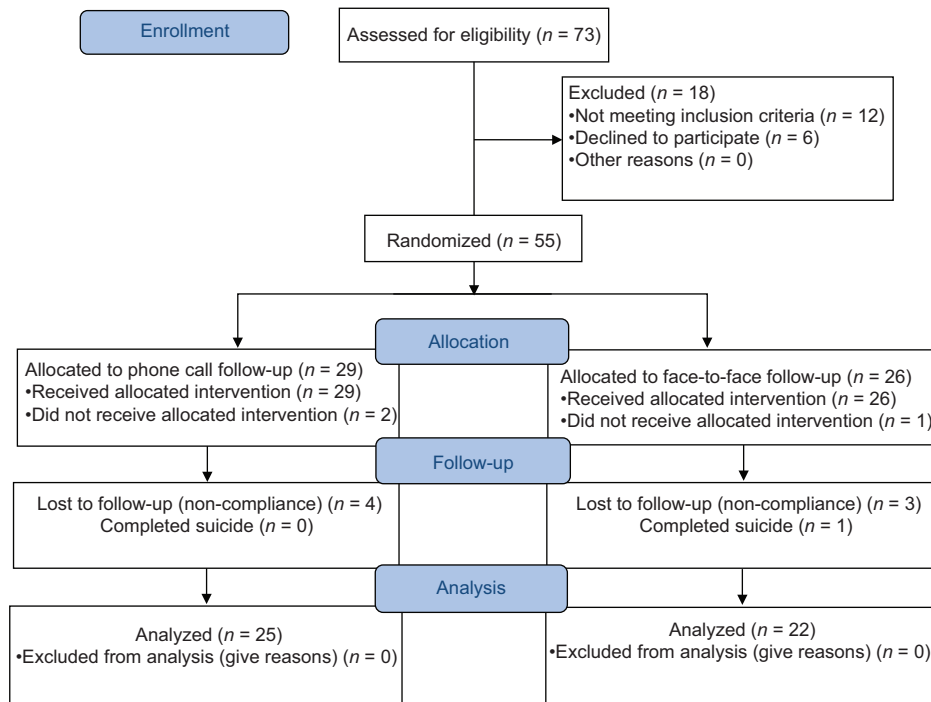 Enrollment
Assessed for eligibility (n = 73)
Excluded (n = 18)
•Not meeting inclusion criteria (n = 12)
•Declined to participate (n = 6)
•Other reasons (n = 0)
Randomized (n = 55)
Allocation
Allocated to phone call follow-up (n = 29)
•Received allocated intervention (n = 29)
•Did not receive allocated intervention (n = 2)
Allocated to face-to-face follow-up (n = 26)
•Received allocated intervention (n = 26)
•Did not receive allocated intervention (n = 1)
Follow-up
Lost to follow-up (non-compliance) (n = 4)
Completed suicide (n = 0)
Lost to follow-up (non-compliance) (n = 3)
Completed suicide (n = 1)
Analysis
Analyzed (n = 25)
•Excluded from analysis (give reasons) (n = 0)
Analyzed (n = 22)
•Excluded from analysis (give reasons) (n = 0)